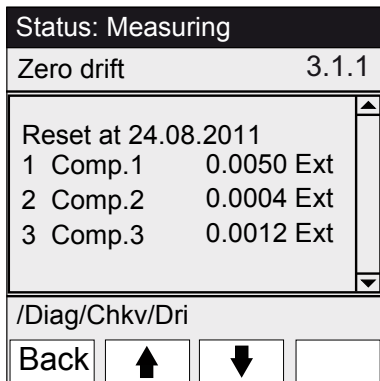 Status: Measuring
Zero drift 3.1.1
Reset at 24.08.2011
1 Comp.1 0.0050 Ext
2 Comp.2 0.0004 Ext
3 Comp.3 0.0012 Ext
/Diag/Chkv/Dri
Back